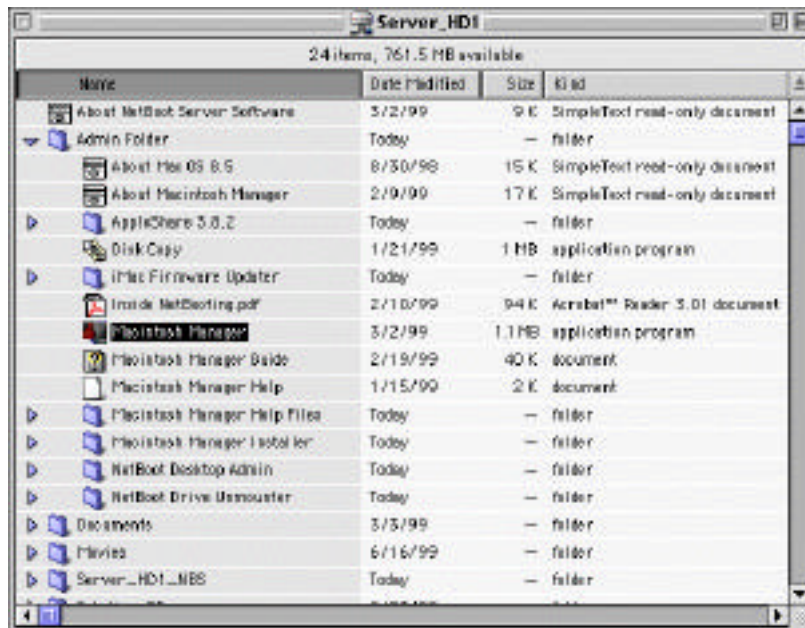 Server_HD1
24 items, 761.5 MB available
Name Date Modified Size Kind
About NetBoot Server Software 3/2/99 9 K SimpleText read-only document
Admin Folder Today — folder
About Mac OS 8.5 8/30/98 15 K SimpleText read-only document
About Macintosh Manager 2/9/99 17 K SimpleText read-only document
AppleShare 3.8.2 Today — folder
Disk Copy 1/21/99 1 MB application program
iMac Firmware Updater Today — folder
Inside NetBooting.pdf 2/10/99 94 K Acrobat™ Reader 3.01 document
Macintosh Manager 3/2/99 1.1 MB application program
Macintosh Manager Guide 2/19/99 40 K document
Macintosh Manager Help 1/15/99 2 K document
Macintosh Manager Help Files Today — folder
Macintosh Manager Installer Today — folder
NetBoot Desktop Admin Today — folder
NetBoot Drive Unmounter Today — folder
Documents 3/3/99 — folder
Movies 6/16/99 — folder
Server_HD1_NBS Today — folder